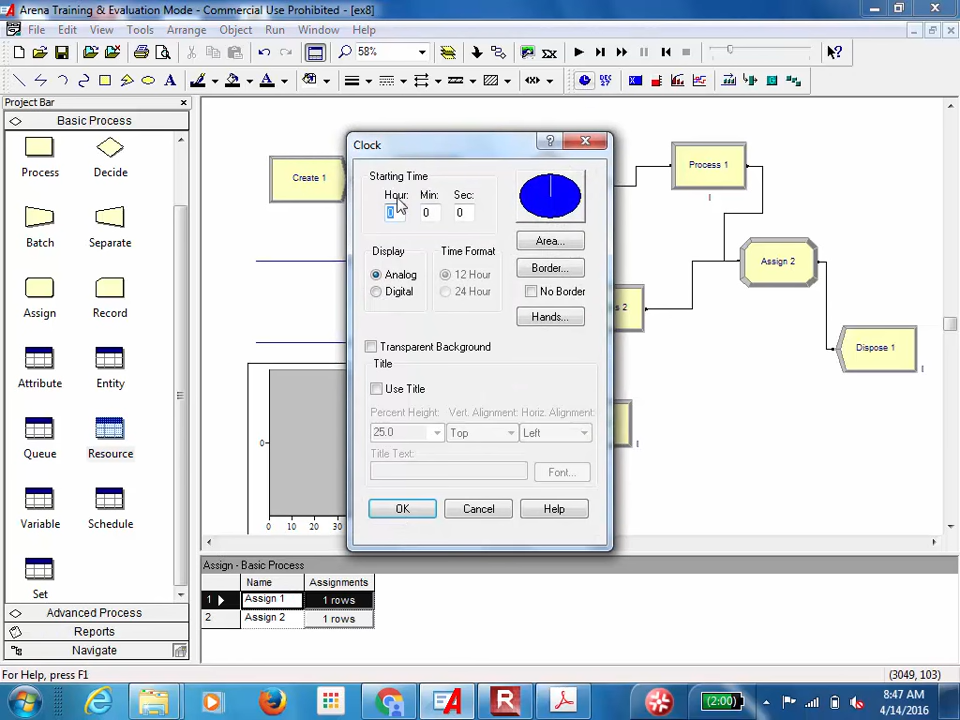 Arena Training & Evaluation Mode - Commercial Use Prohibited - [ex8]
File View Tools Arrange Object Run Window Help
58%
Project Bar
Basic Process
Process Decide
Batch Separate
Assign Record
Attribute Entity
Queue Resource
Variable Schedule
Set
Advanced Process
Reports
Navigate
Create 1
Process 1
Assign 2
Dispose 1
0
0 10 20 30
Clock
Starting Time
Hour: Min: Sec:
0 0 0
Area...
Display
Time Format
Analog
12 Hour
Border...
Digital
24 Hour
No Border
Hands...
Transparent Background
Title
Use Title
Percent Height: Vert. Alignment: Horiz. Alignment:
25.0 Top Left
Title Text:
Font...
OK Cancel Help
Assign - Basic Process
Name Assignments
1 Assign 1 1 rows
2 Assign 2 1 rows
For Help, press F1
(3049, 103)
(2:00)
8:47 AM
4/14/2016